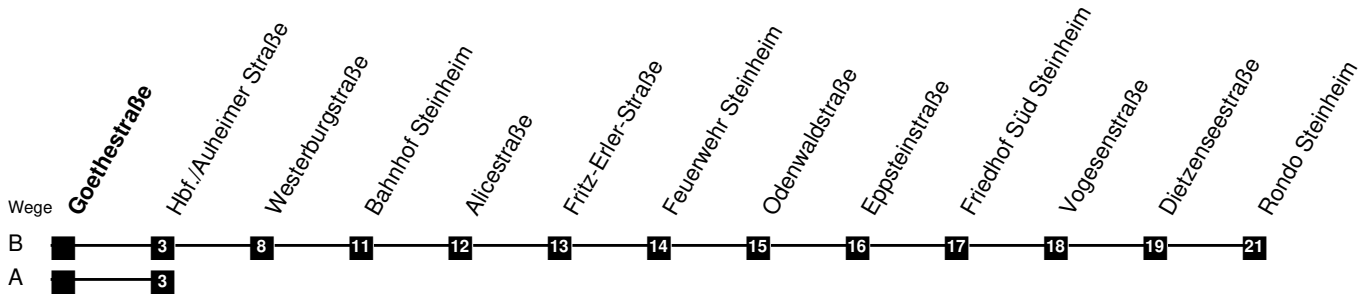 Goethestraße
Hbf./Auheimer Straße
Westerburgstraße
Bahnhof Steinheim
Alicestraße
Fritz-Erler-Straße
Feuerwehr Steinheim
Odenwaldstraße
Eppsteinstraße
Friedhof Süd Steinheim
Vogesenstraße
Dietzenseestraße
Rondo Steinheim
Wege
B 3 8 11 12 13 14 15 16 17 18 19 21
A 3